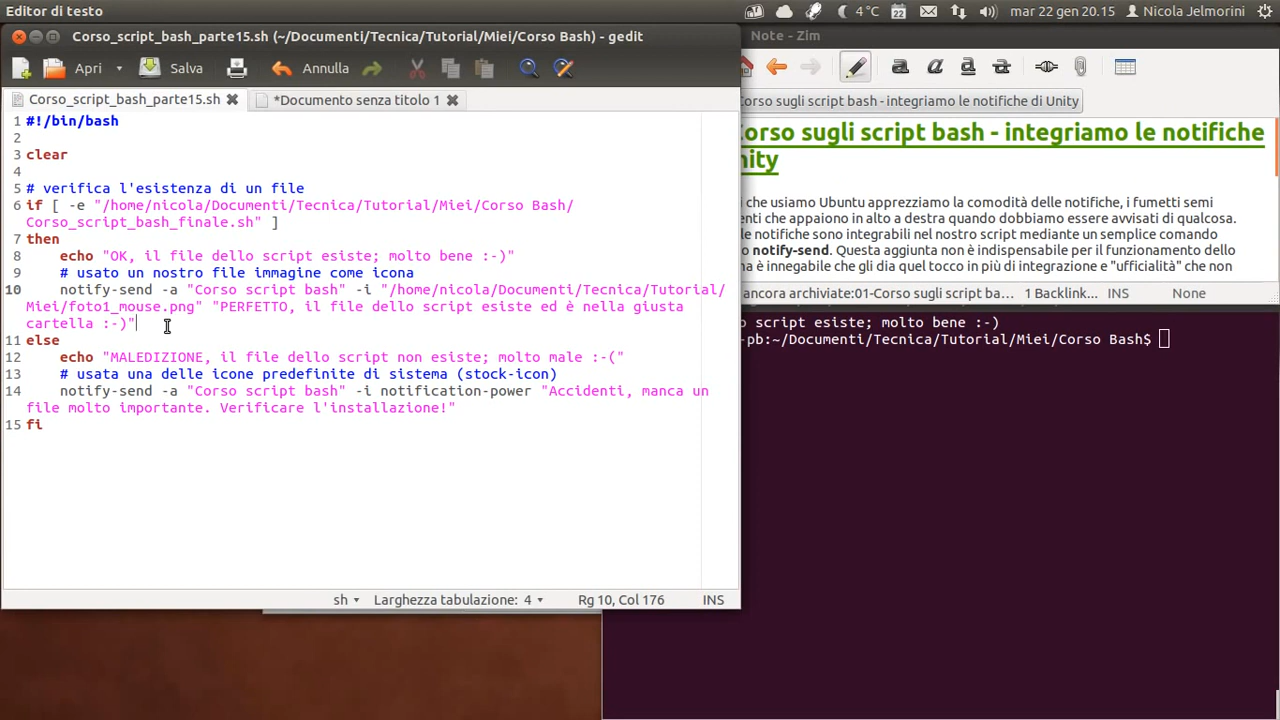 Editor di testo
4 °C
22
mar 22 gen 20.15
Nicola Jelmorini
Corso_script_bash_parte15.sh (~/Documenti/Tecnica/Tutorial/Miei/Corso Bash) - gedit
Note - Zim
Apri
Salva
Annulla
Corso_script_bash_parte15.sh
*Documento senza titolo 1
Corso sugli script bash - integriamo le notifiche di Unity
1 #!/bin/bash
2
3 clear
4
5 # verifica l'esistenza di un file
6 if [ -e "/home/nicola/Documenti/Tecnica/Tutorial/Miei/Corso Bash/
Corso_script_bash_finale.sh" ]
7 then
8 echo "OK, il file dello script esiste; molto bene :-)"
9 # usato un nostro file immagine come icona
10 notify-send -a "Corso script bash" -i "/home/nicola/Documenti/Tecnica/Tutorial/
Miei/foto1_mouse.png" "PERFETTO, il file dello script esiste ed è nella giusta
cartella :-)"
11 else
12 echo "MALEDIZIONE, il file dello script non esiste; molto male :-("
13 # usata una delle icone predefinite di sistema (stock-icon)
14 notify-send -a "Corso script bash" -i notification-power "Accidenti, manca un
file molto importante. Verificare l'installazione!"
15 fi
sh
Larghezza tabulazione: 4
Rg 10, Col 176
INS
orso sugli script bash - integriamo le notifiche
nity
i che usiamo Ubuntu apprezziamo la comodità delle notifiche, i fumetti semi
enti che appaiono in alto a destra quando dobbiamo essere avvisati di qualcosa.
le notifiche sono integrabili nel nostro script mediante un semplice comando
notify-send. Questa aggiunta non è indispensabile per il funzionamento dello
ma è innegabile che gli dia quel tocco in più di integrazione e "ufficialità" che non
ancora archiviate:01-Corso sugli script ba...
1 Backlink...
INS
None
o script esiste; molto bene :-)
-pb:~/Documenti/Tecnica/Tutorial/Miei/Corso Bash$